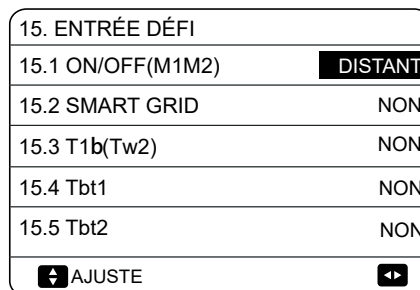 15. ENTRÉE DÉFI
15.1 ON/OFF(M1M2) DISTANT
15.2 SMART GRID NON
15.3 T1b(Tw2) NON
15.4 Tbt1 NON
15.5 Tbt2 NON
AJUSTE